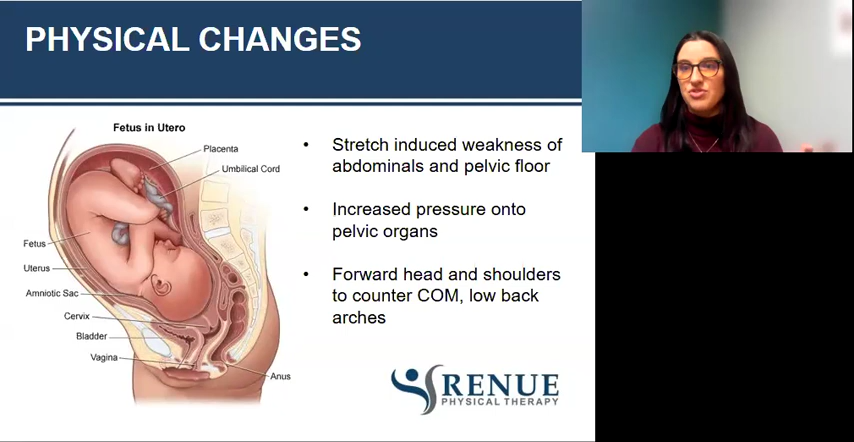 PHYSICAL CHANGES
Fetus in Utero
Placenta
Umbilical Cord
Fetus
Uterus
Amniotic Sac
Cervix
Bladder
Vagina
Anus
• Stretch induced weakness of
abdominals and pelvic floor
• Increased pressure onto
pelvic organs
• Forward head and shoulders
to counter COM, low back
arches
RENUE
PHYSICAL THERAPY